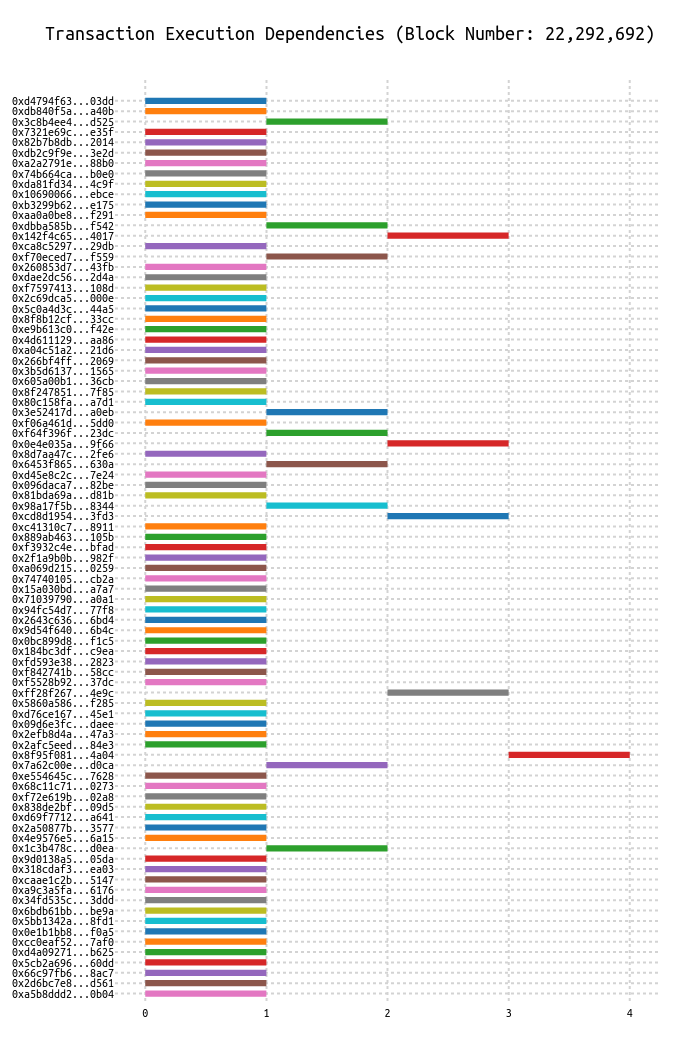 Transaction Execution Dependencies (Block Number: 22,292,692)
0xd4794f63...03dd
0xdb840f5a...a40b
0x3c8b4ee4...d525
0x7321e69c...e35f
0x82b7b8db...2014
0xdb2c9f9e...3e2d
0xa2a2791e...88b0
0x74b664ca...b0e0
0xda81fd34...4c9f
0x10690066...ebce
0xb3299b62...e175
0xaa0a0be8...f291
0xdbba585b...f542
0x142f4c65...4017
0xca8c5297...29db
0xf70eced7...f559
0x260853d7...43fb
0xdae2dc56...2d4a
0xf7597413...108d
0x2c69dca5...000e
0x5c0a4d3c...44a5
0x8f8b12cf...33cc
0xe9b613c0...f42e
0x4d611129...aa86
0xa04c51a2...21d6
0x266bf4ff...2069
0x3b5d6137...1565
0x605a00b1...36cb
0x8f247851...7f85
0x80c158fa...a7d1
0x3e52417d...a0eb
0xf06a461d...5dd0
0xf64f396f...23dc
0x0e4e035a...9f66
0x8d7aa47c...2fe6
0x6453f865...630a
0xd45e8c2c...7e24
0x096daca7...82be
0x81bda69a...d81b
0x98a17f5b...8344
0xcd8d1954...3fd3
0xc41310c7...8911
0x889ab463...105b
0xf3932c4e...bfad
0x2f1a9b0b...982f
0xa069d215...0259
0x74740105...cb2a
0x15a030bd...a7a7
0x71039790...a0a1
0x94fc54d7...77f8
0x2643c636...6bd4
0x9d54f640...6b4c
0x0bc899d8...f1c5
0x184bc3df...c9ea
0xfd593e38...2823
0xf842741b...58cc
0xf5528b92...37dc
0xff28f267...4e9c
0x5860a586...f285
0xd76ce167...45e1
0x09d6e3fc...daee
0x2efb8d4a...47a3
0x2afc5eed...84e3
0x8f95f081...4a04
0x7a62c00e...d0ca
0xe554645c...7628
0x68c11c71...0273
0xf72e619b...02a8
0x838de2bf...09d5
0xd69f7712...a641
0x2a50877b...3577
0x4e9576e5...6a15
0x1c3b478c...d0ea
0x9d0138a5...05da
0x318cdaf3...ea03
0xcaae1c2b...5147
0xa9c3a5fa...6176
0x34fd535c...3ddd
0x6bdb61bb...be9a
0x5bb1342a...8fd1
0x0e1b1bb8...f0a5
0xcc0eaf52...7af0
0xd4a09271...b625
0x5cb2a696...60dd
0x66c97fb6...8ac7
0x2d6bc7e8...d561
0xa5b8ddd2...0b04
0 1 2 3 4